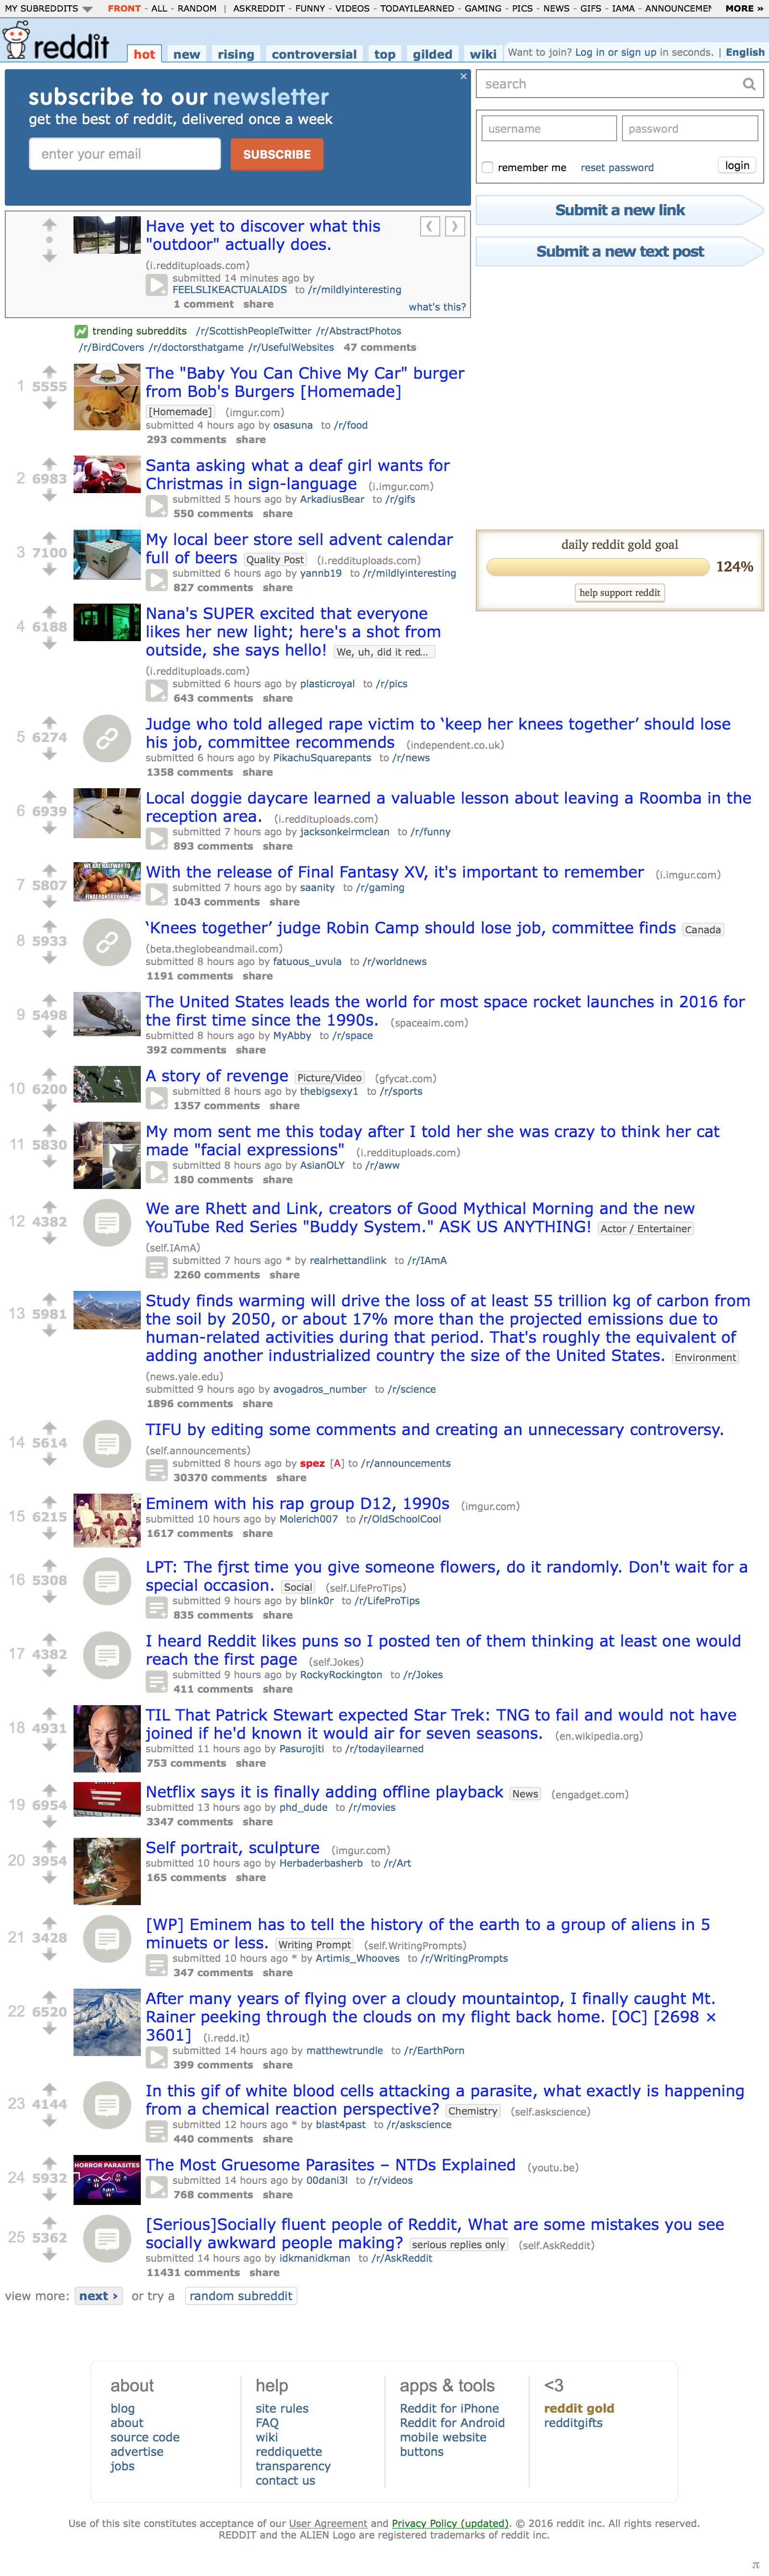 MY SUBREDDITS FRONT - ALL - RANDOM | ASKREDDIT - FUNNY - VIDEOS - TODAYILEARNED - GAMING - PICS - NEWS - GIFS - IAMA - ANNOUNCEMEN MORE »
reddit hot new rising controversial top gilded wiki Want to join? Log in or sign up in seconds. | English
subscribe to our newsletter
get the best of reddit, delivered once a week
enter your email SUBSCRIBE
search
username password
remember me reset password login
Submit a new link
Submit a new text post
Have yet to discover what this
"outdoor" actually does.
(i.reddituploads.com)
submitted 14 minutes ago by
FEELSLIKEACTUALAIDS to /r/mildlyinteresting
1 comment share
what's this?
trending subreddits /r/ScottishPeopleTwitter /r/AbstractPhotos
/r/BirdCovers /r/doctorsthatgame /r/UsefulWebsites 47 comments
1 5555 The "Baby You Can Chive My Car" burger
from Bob's Burgers [Homemade]
[Homemade] (imgur.com)
submitted 4 hours ago by osasuna to /r/food
293 comments share
2 6983 Santa asking what a deaf girl wants for
Christmas in sign-language (i.imgur.com)
submitted 5 hours ago by ArkadiusBear to /r/gifs
550 comments share
3 7100 My local beer store sell advent calendar
full of beers Quality Post (i.reddituploads.com)
submitted 6 hours ago by yannb19 to /r/mildlyinteresting
827 comments share
daily reddit gold goal
124%
help support reddit
4 6188 Nana's SUPER excited that everyone
likes her new light; here's a shot from
outside, she says hello! We, uh, did it red...
(i.reddituploads.com)
submitted 6 hours ago by plasticroyal to /r/pics
643 comments share
5 6274 Judge who told alleged rape victim to ‘keep her knees together’ should lose
his job, committee recommends (independent.co.uk)
submitted 6 hours ago by PikachuSquarepants to /r/news
1358 comments share
6 6939 Local doggie daycare learned a valuable lesson about leaving a Roomba in the
reception area. (i.reddituploads.com)
submitted 7 hours ago by jacksonkeirmclean to /r/funny
893 comments share
7 5807 With the release of Final Fantasy XV, it's important to remember (i.imgur.com)
submitted 7 hours ago by saanity to /r/gaming
1043 comments share
WE ARE HALFWAY TO
FINAL FANTASY XXX
8 5933 ‘Knees together’ judge Robin Camp should lose job, committee finds Canada
(beta.theglobeandmail.com)
submitted 8 hours ago by fatuous_uvula to /r/worldnews
1191 comments share
9 5498 The United States leads the world for most space rocket launches in 2016 for
the first time since the 1990s. (spaceaim.com)
submitted 8 hours ago by MyAbby to /r/space
392 comments share
10 6200 A story of revenge Picture/Video (gfycat.com)
submitted 8 hours ago by thebigsexy1 to /r/sports
1357 comments share
11 5830 My mom sent me this today after I told her she was crazy to think her cat
made "facial expressions" (i.reddituploads.com)
submitted 8 hours ago by AsianOLY to /r/aww
180 comments share
12 4382 We are Rhett and Link, creators of Good Mythical Morning and the new
YouTube Red Series "Buddy System." ASK US ANYTHING! Actor / Entertainer
(self.IAmA)
submitted 7 hours ago * by realrhettandlink to /r/IAmA
2260 comments share
13 5981 Study finds warming will drive the loss of at least 55 trillion kg of carbon from
the soil by 2050, or about 17% more than the projected emissions due to
human-related activities during that period. That's roughly the equivalent of
adding another industrialized country the size of the United States. Environment
(news.yale.edu)
submitted 9 hours ago by avogadros_number to /r/science
1896 comments share
14 5614 TIFU by editing some comments and creating an unnecessary controversy.
(self.announcements)
submitted 8 hours ago by spez [A] to /r/announcements
30370 comments share
15 6215 Eminem with his rap group D12, 1990s (imgur.com)
submitted 10 hours ago by Molerich007 to /r/OldSchoolCool
1617 comments share
16 5308 LPT: The fjrst time you give someone flowers, do it randomly. Don't wait for a
special occasion. Social (self.LifeProTips)
submitted 9 hours ago by blink0r to /r/LifeProTips
835 comments share
17 4382 I heard Reddit likes puns so I posted ten of them thinking at least one would
reach the first page (self.Jokes)
submitted 9 hours ago by RockyRockington to /r/Jokes
411 comments share
18 4931 TIL That Patrick Stewart expected Star Trek: TNG to fail and would not have
joined if he'd known it would air for seven seasons. (en.wikipedia.org)
submitted 11 hours ago by Pasurojiti to /r/todayilearned
753 comments share
19 6954 Netflix says it is finally adding offline playback News (engadget.com)
submitted 13 hours ago by phd_dude to /r/movies
3347 comments share
20 3954 Self portrait, sculpture (imgur.com)
submitted 10 hours ago by Herbaderbasherb to /r/Art
165 comments share
21 3428 [WP] Eminem has to tell the history of the earth to a group of aliens in 5
minuets or less. Writing Prompt (self.WritingPrompts)
submitted 10 hours ago * by Artimis_Whooves to /r/WritingPrompts
347 comments share
22 6520 After many years of flying over a cloudy mountaintop, I finally caught Mt.
Rainer peeking through the clouds on my flight back home. [OC] [2698 ×
3601] (i.redd.it)
submitted 14 hours ago by matthewtrundle to /r/EarthPorn
399 comments share
23 4144 In this gif of white blood cells attacking a parasite, what exactly is happening
from a chemical reaction perspective? Chemistry (self.askscience)
submitted 12 hours ago * by blast4past to /r/askscience
440 comments share
24 5932 The Most Gruesome Parasites – NTDs Explained (youtu.be)
submitted 14 hours ago by 00dani3l to /r/videos
768 comments share
HORROR PARASITES
25 5362 [Serious]Socially fluent people of Reddit, What are some mistakes you see
socially awkward people making? serious replies only (self.AskReddit)
submitted 14 hours ago by idkmanidkman to /r/AskReddit
11431 comments share
view more: next › or try a random subreddit
about help apps & tools <3
blog site rules Reddit for iPhone reddit gold
about FAQ Reddit for Android redditgifts
source code wiki mobile website
advertise reddiquette buttons
jobs transparency
contact us
Use of this site constitutes acceptance of our User Agreement and Privacy Policy (updated). © 2016 reddit inc. All rights reserved.
REDDIT and the ALIEN Logo are registered trademarks of reddit inc.
π